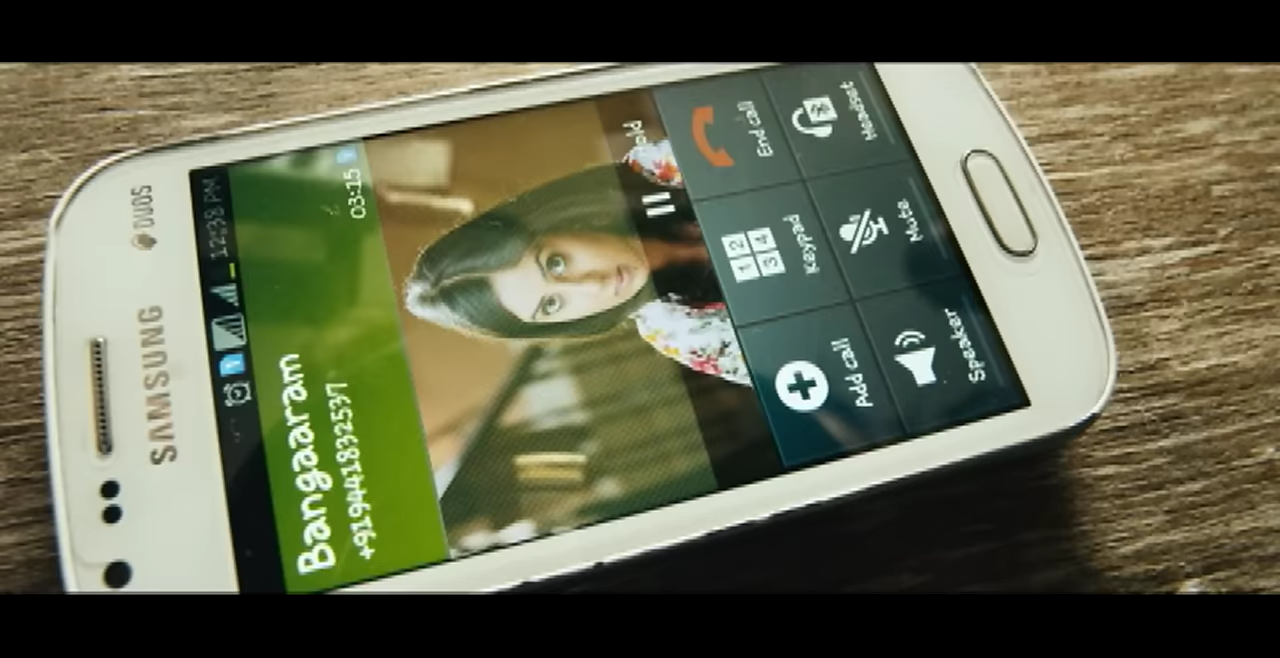 DUOS
SAMSUNG
12:38 PM
Bangaaram
03:15
+919441832537
End call
Keypad
Add call
Headset
Mute
Speaker